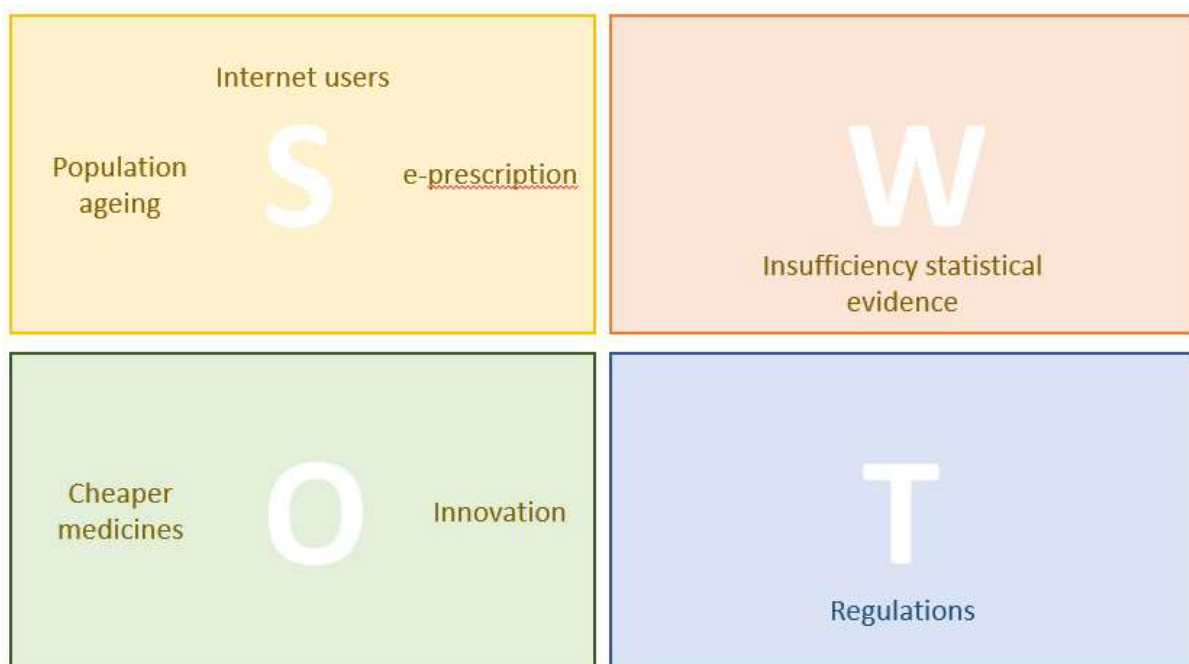 Internet users
S
Population
ageing
e-prescription
W
Insufficiency statistical
evidence
Cheaper
medicines
O
Innovation
T
Regulations